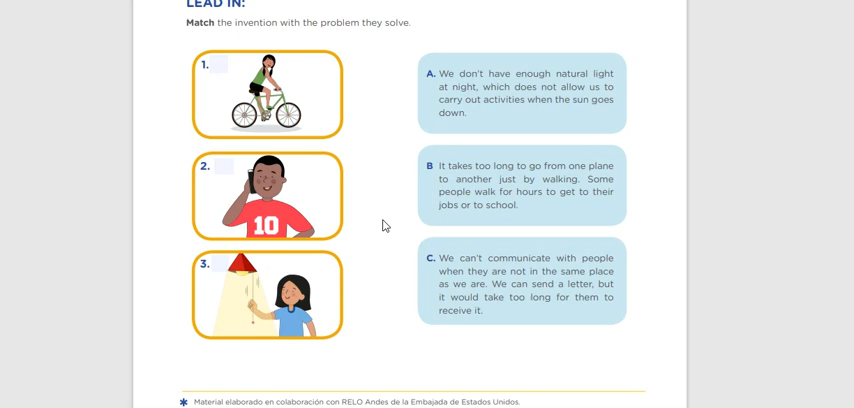 LEAD IN:
Match the invention with the problem they solve.
1.
A. We don't have enough natural light
at night, which does not allow us to
carry out activities when the sun goes
down.
2.
10
B It takes too long to go from one plane
to another just by walking. Some
people walk for hours to get to their
jobs or to school.
3.
C. We can't communicate with people
when they are not in the same place
as we are. We can send a letter, but
it would take too long for them to
receive it.
* Material elaborado en colaboración con RELO Andes de la Embajada de Estados Unidos.